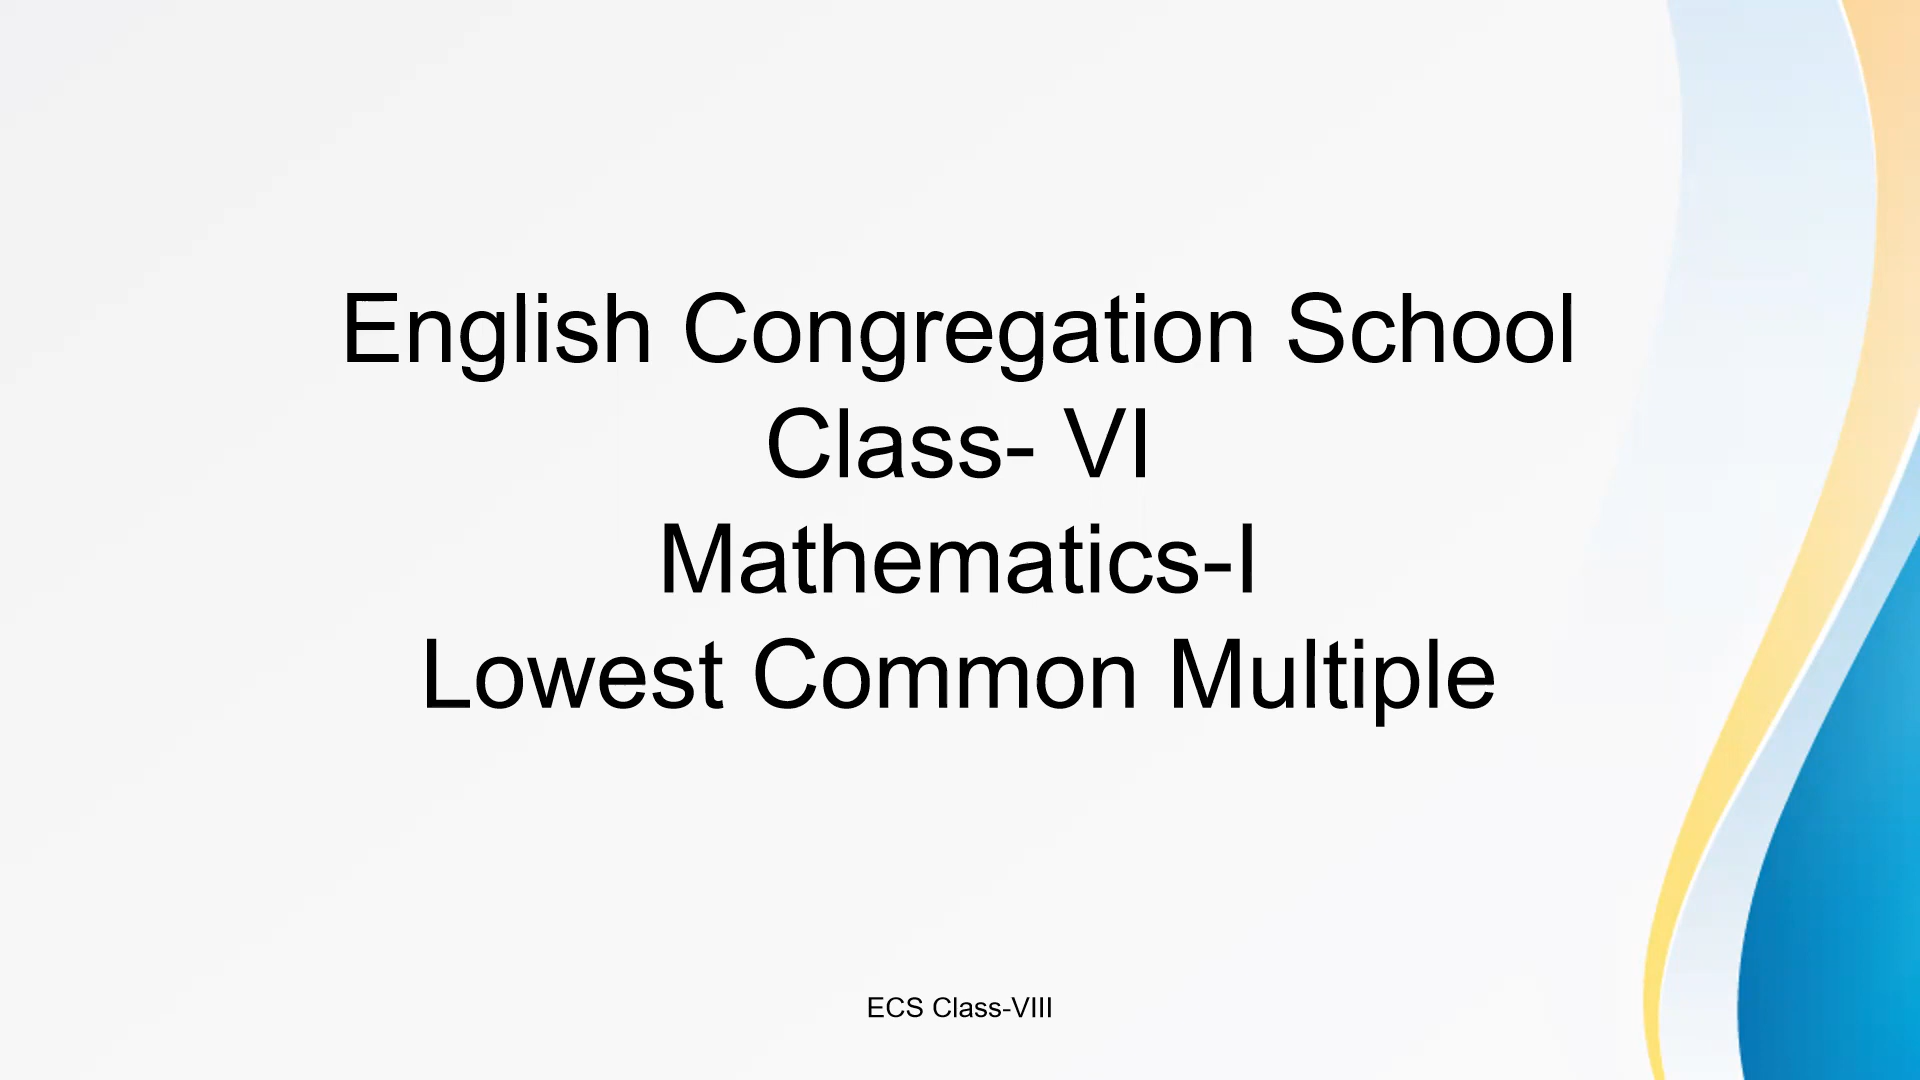 English Congregation School
Class- VI
Mathematics-I
Lowest Common Multiple
ECS Class-VIII